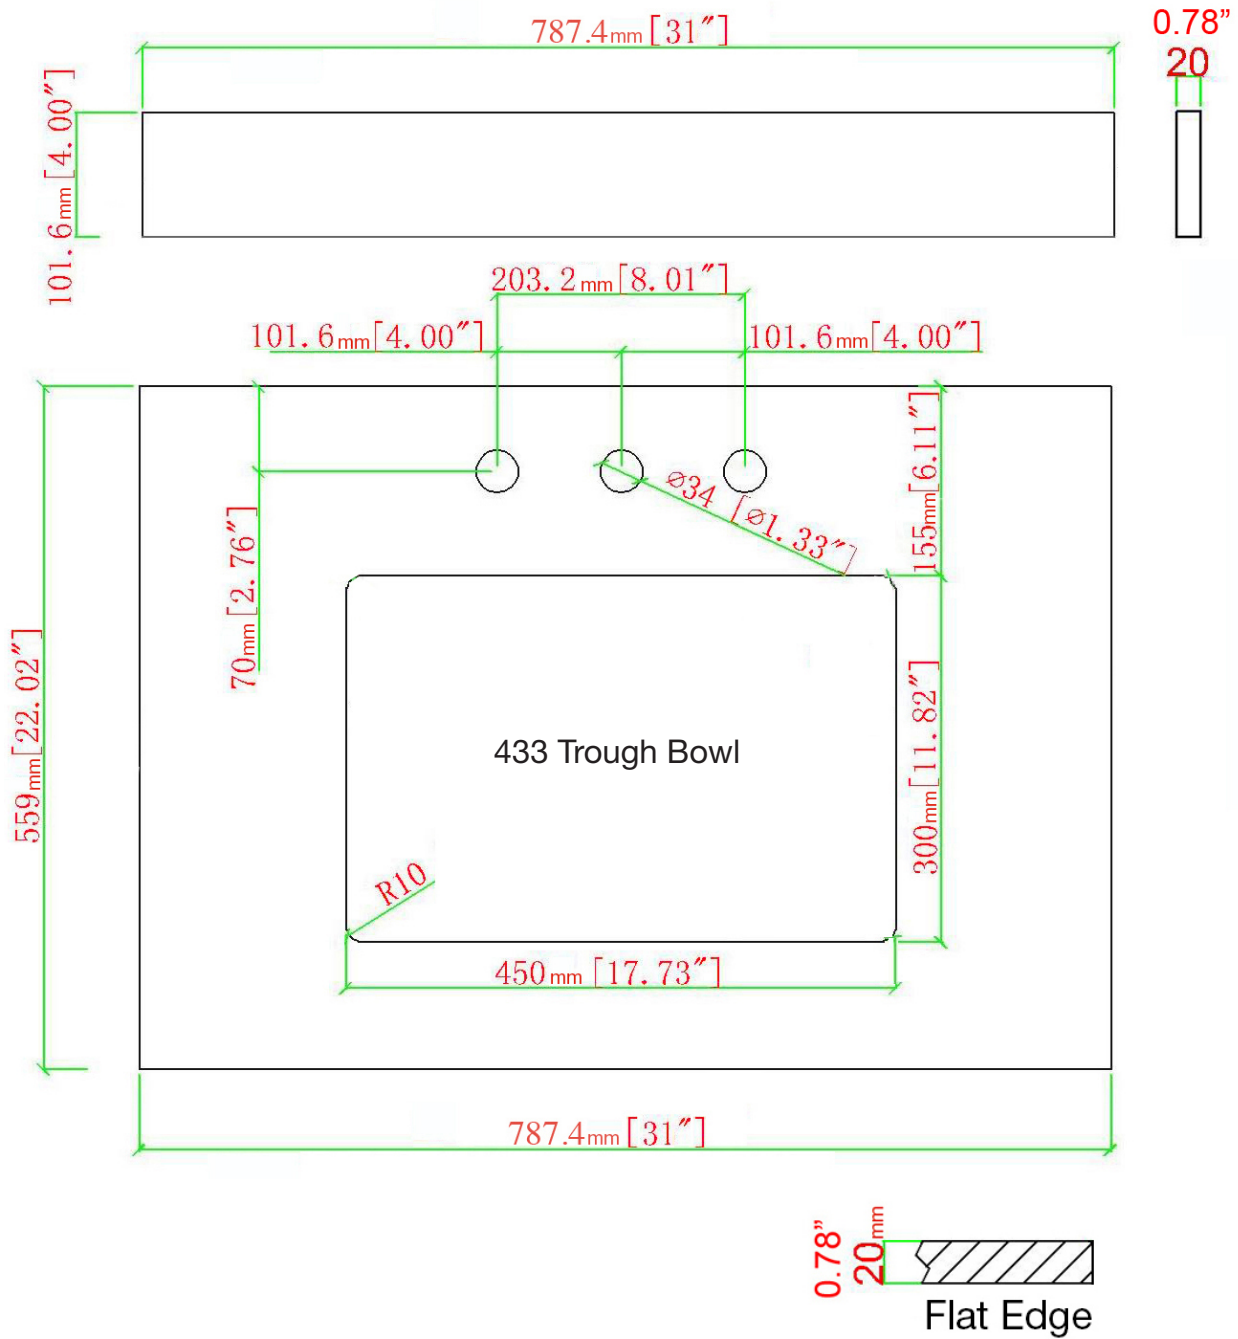 787.4mm[31″]
0.78”
20
101.6mm[4.00″]
203.2mm[8.01″]
101.6mm[4.00″]
101.6mm[4.00″]
155mm[6.11″]
⌀34 [⌀1.33″]
70mm[2.76″]
559mm[22.02″]
433 Trough Bowl
300mm[11.82″]
R10
450mm[17.73″]
787.4mm[31″]
0.78”
20mm
Flat Edge